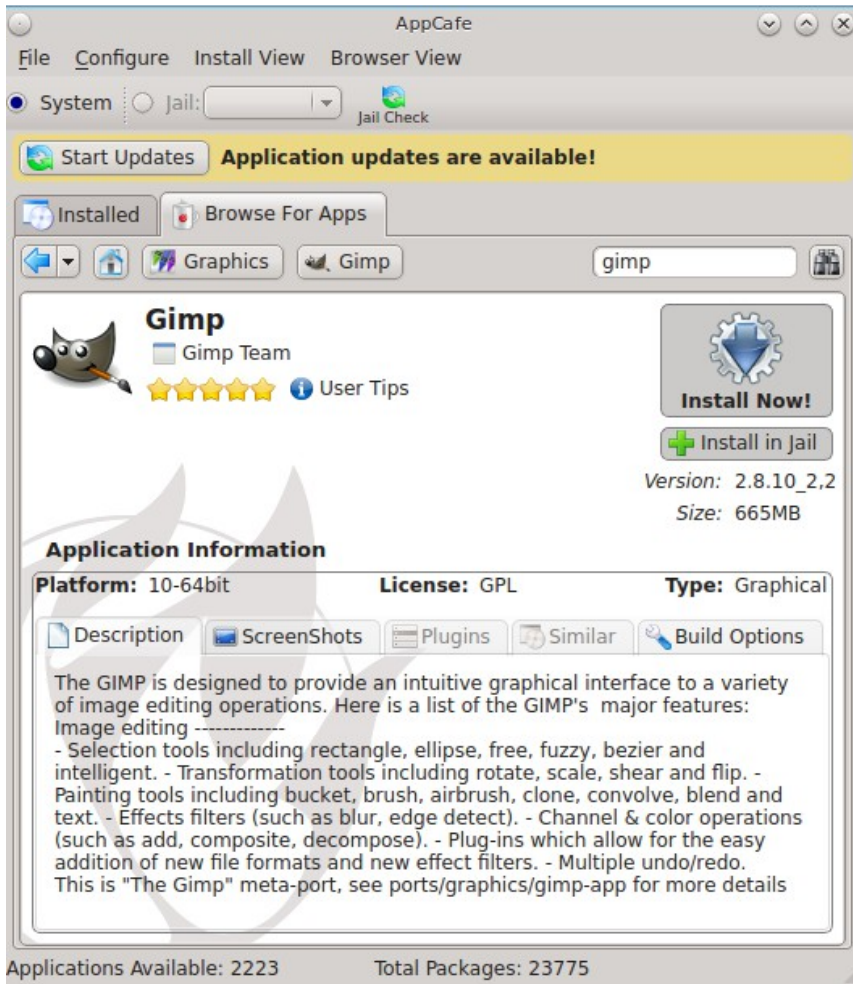 AppCafe
File Configure Install View Browser View
System Jail: Jail Check
Start Updates Application updates are available!
Installed Browse For Apps
Graphics Gimp gimp
Gimp
Gimp Team
User Tips
Install Now!
Install in Jail
Version: 2.8.10_2,2
Size: 665MB
Application Information
Platform: 10-64bit License: GPL Type: Graphical
Description ScreenShots Plugins Similar Build Options
The GIMP is designed to provide an intuitive graphical interface to a variety
of image editing operations. Here is a list of the GIMP's major features:
Image editing -------------
- Selection tools including rectangle, ellipse, free, fuzzy, bezier and
intelligent. - Transformation tools including rotate, scale, shear and flip. -
Painting tools including bucket, brush, airbrush, clone, convolve, blend and
text. - Effects filters (such as blur, edge detect). - Channel & color operations
(such as add, composite, decompose). - Plug-ins which allow for the easy
addition of new file formats and new effect filters. - Multiple undo/redo.
This is "The Gimp" meta-port, see ports/graphics/gimp-app for more details
Applications Available: 2223 Total Packages: 23775